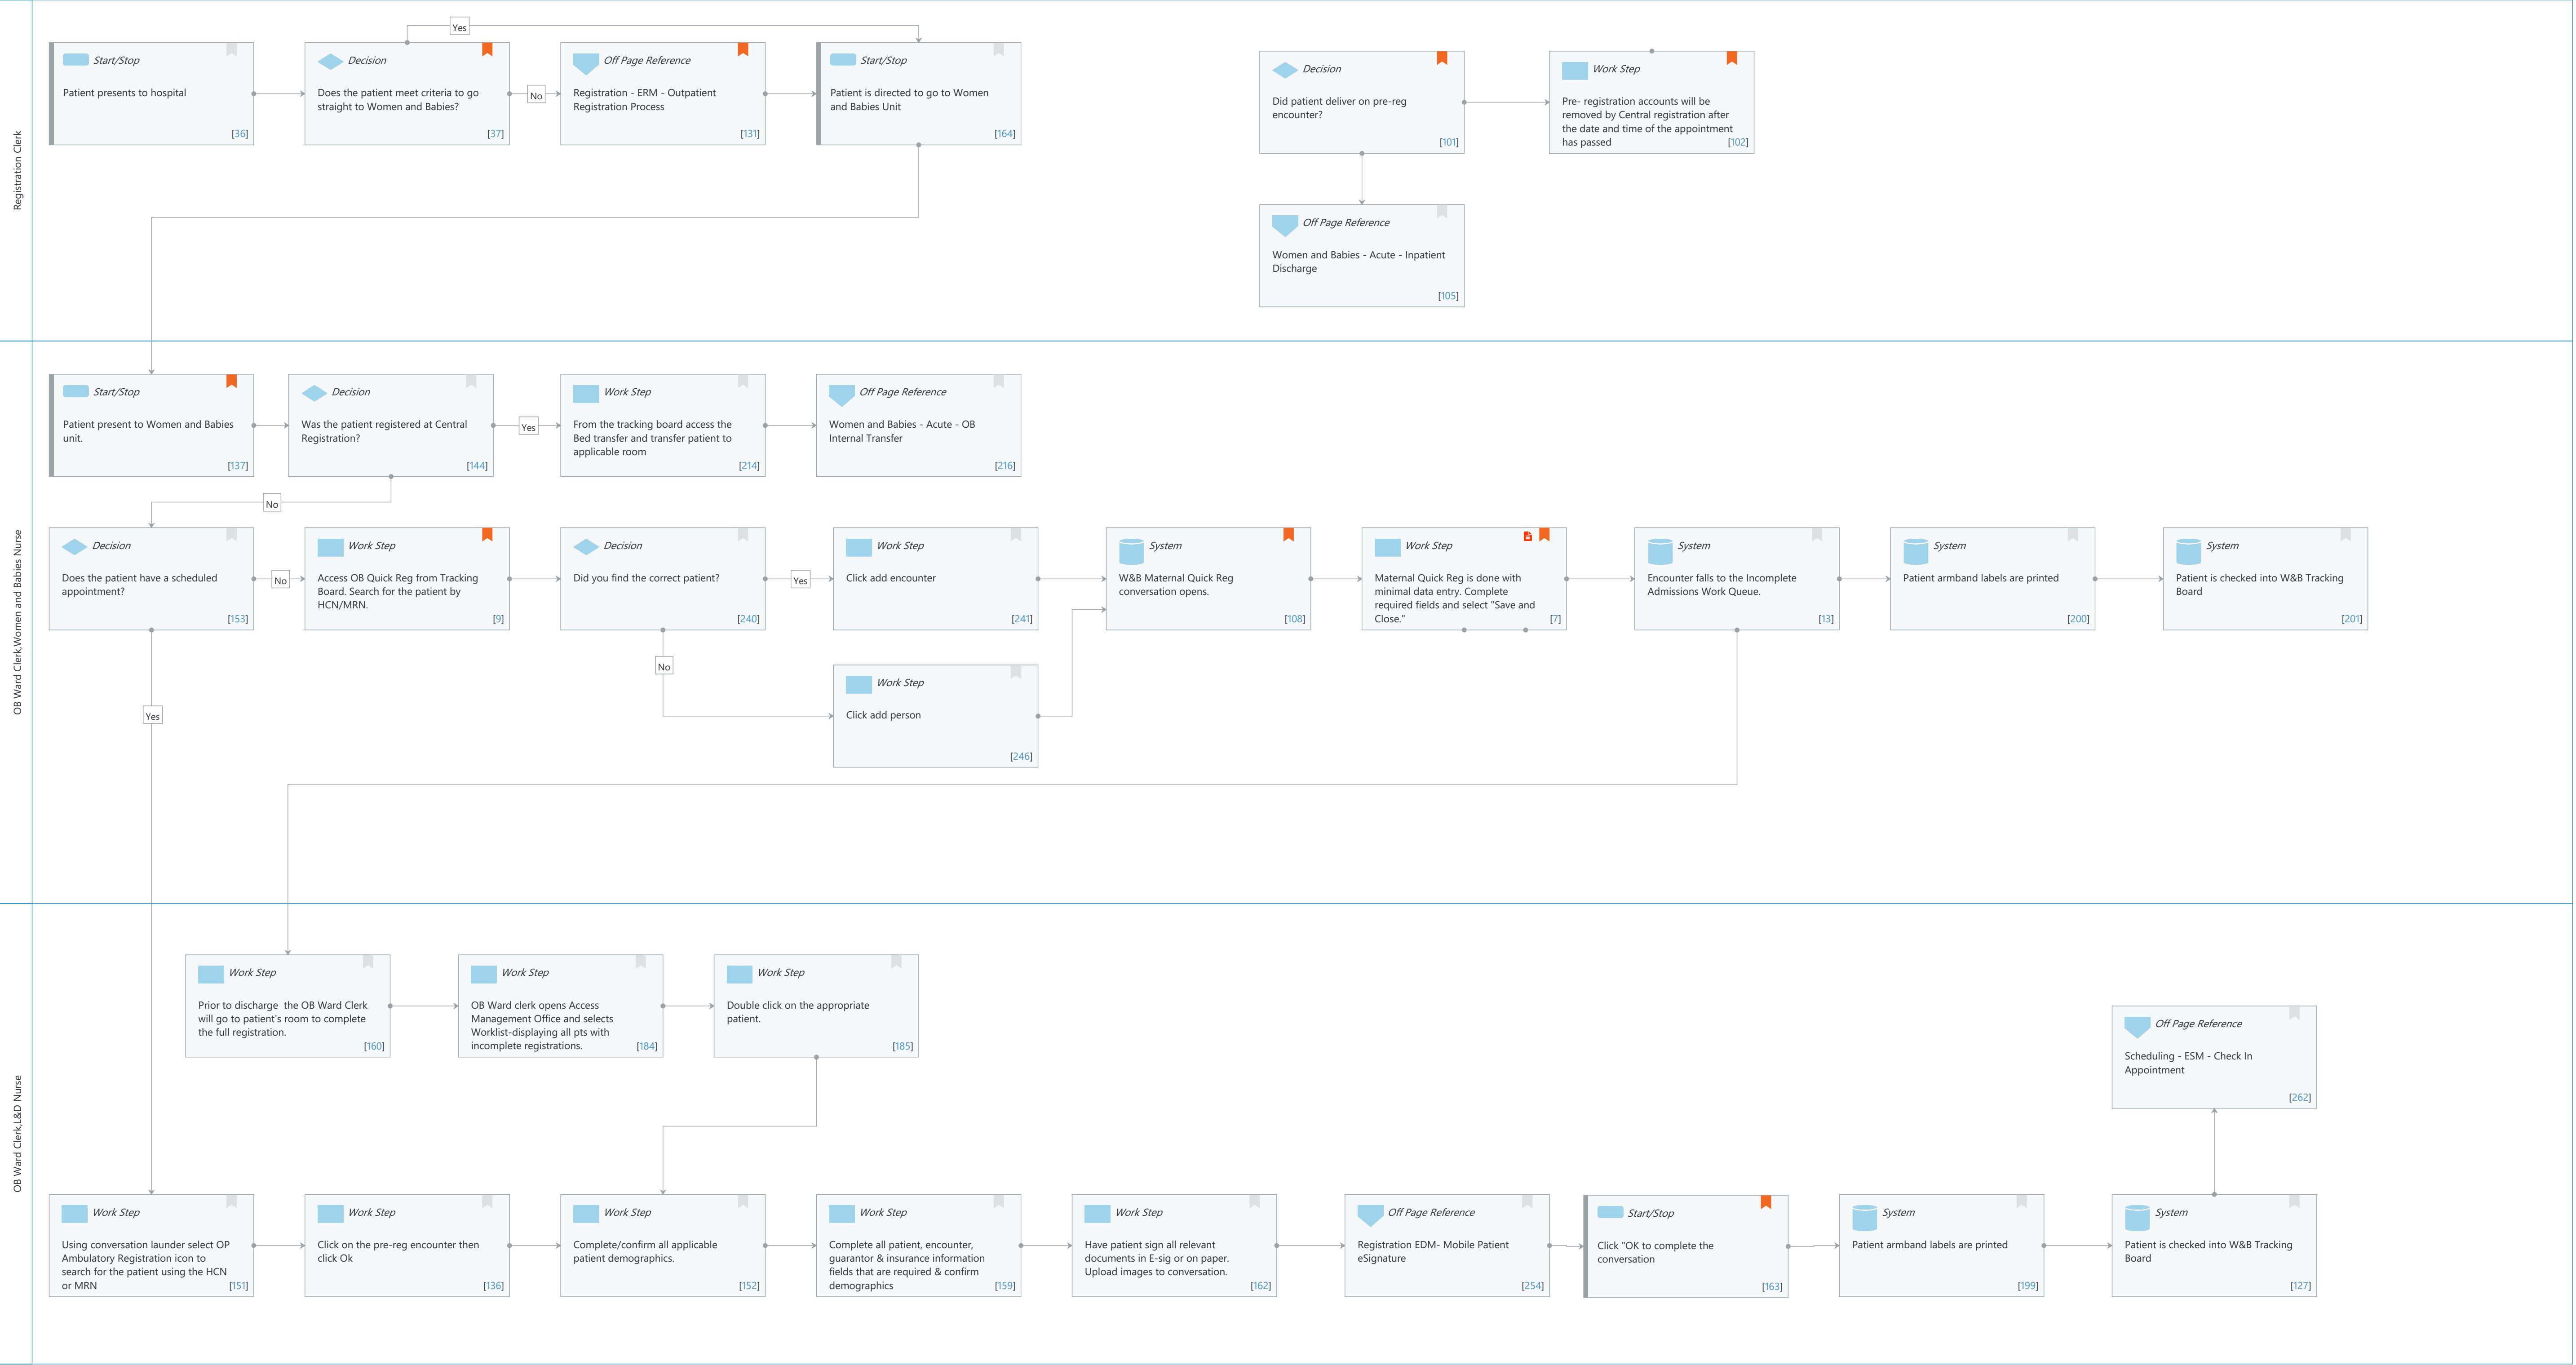 Registration Clerk
Yes
Start/Stop
Patient presents to hospital
[36]
Decision
Does the patient meet criteria to go
straight to Women and Babies?
[37]
No
Off Page Reference
Registration - ERM - Outpatient
Registration Process
[131]
Start/Stop
Patient is directed to go to Women
and Babies Unit
[164]
Decision
Did patient deliver on pre-reg
encounter?
[101]
Work Step
Pre- registration accounts will be
removed by Central registration after
the date and time of the appointment
has passed
[102]
Off Page Reference
Women and Babies - Acute - Inpatient
Discharge
[105]
OB Ward Clerk,Women and Babies Nurse
Start/Stop
Patient present to Women and Babies
unit.
[137]
Decision
Was the patient registered at Central
Registration?
[144]
Yes
Work Step
From the tracking board access the
Bed transfer and transfer patient to
applicable room
[214]
Off Page Reference
Women and Babies - Acute - OB
Internal Transfer
[216]
No
Decision
Does the patient have a scheduled
appointment?
[153]
No
Work Step
Access OB Quick Reg from Tracking
Board. Search for the patient by
HCN/MRN.
[9]
Decision
Did you find the correct patient?
[240]
Yes
Work Step
Click add encounter
[241]
System
W&B Maternal Quick Reg
conversation opens.
[108]
Work Step
Maternal Quick Reg is done with
minimal data entry. Complete
required fields and select "Save and
Close."
[7]
System
Encounter falls to the Incomplete
Admissions Work Queue.
[13]
System
Patient armband labels are printed
[200]
System
Patient is checked into W&B Tracking
Board
[201]
No
Work Step
Click add person
[246]
Yes
OB Ward Clerk,L&D Nurse
Work Step
Prior to discharge  the OB Ward Clerk
will go to patient's room to complete
the full registration.
[160]
Work Step
OB Ward clerk opens Access
Management Office and selects
Worklist-displaying all pts with
incomplete registrations.
[184]
Work Step
Double click on the appropriate
patient.
[185]
Off Page Reference
Scheduling - ESM - Check In
Appointment
[262]
Work Step
Using conversation launder select OP
Ambulatory Registration icon to
search for the patient using the HCN
or MRN
[151]
Work Step
Click on the pre-reg encounter then
click Ok
[136]
Work Step
Complete/confirm all applicable
patient demographics.
[152]
Work Step
Complete all patient, encounter,
guarantor & insurance information
fields that are required & confirm
demographics
[159]
Work Step
Have patient sign all relevant
documents in E-sig or on paper.
Upload images to conversation.
[162]
Off Page Reference
Registration EDM- Mobile Patient
eSignature
[254]
Start/Stop
Click "OK to complete the
conversation
[163]
System
Patient armband labels are printed
[199]
System
Patient is checked into W&B Tracking
Board
[127]